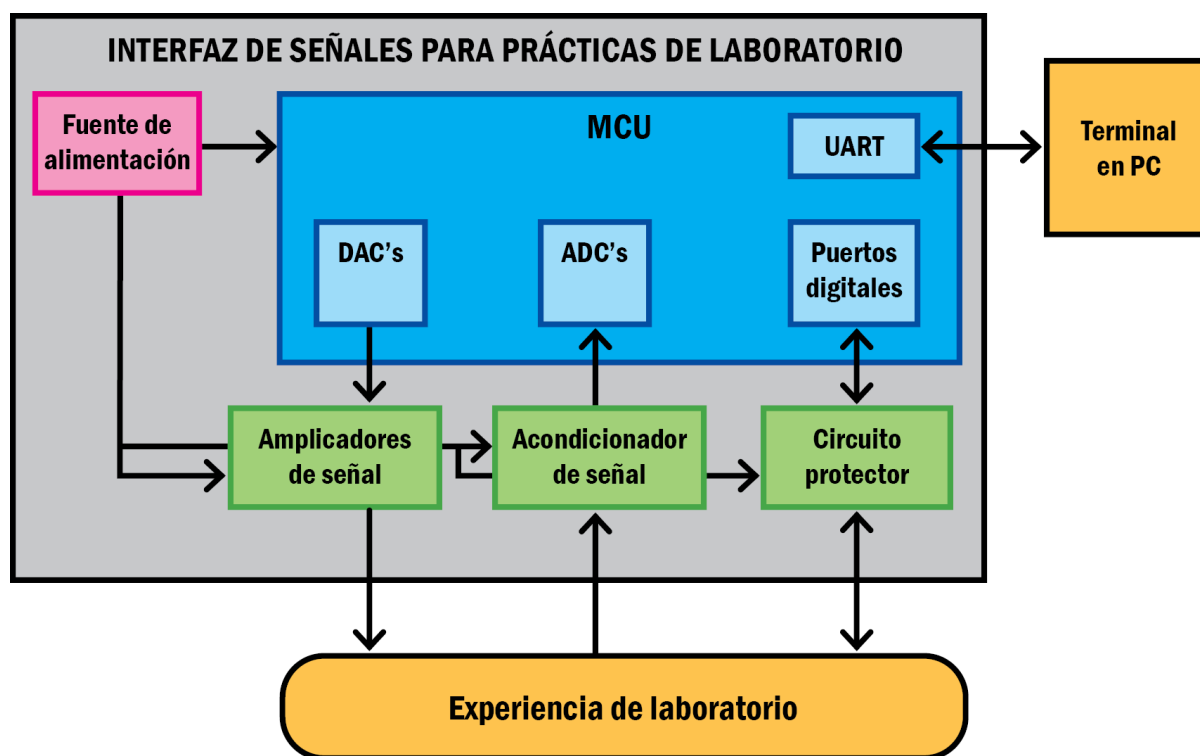 INTERFAZ DE SEÑALES PARA PRÁCTICAS DE LABORATORIO
Fuente de
alimentación
MCU
UART
Terminal
en PC
DAC's
ADC's
Puertos
digitales
Amplicadores
de señal
Acondicionador
de señal
Circuito
protector
Experiencia de laboratorio